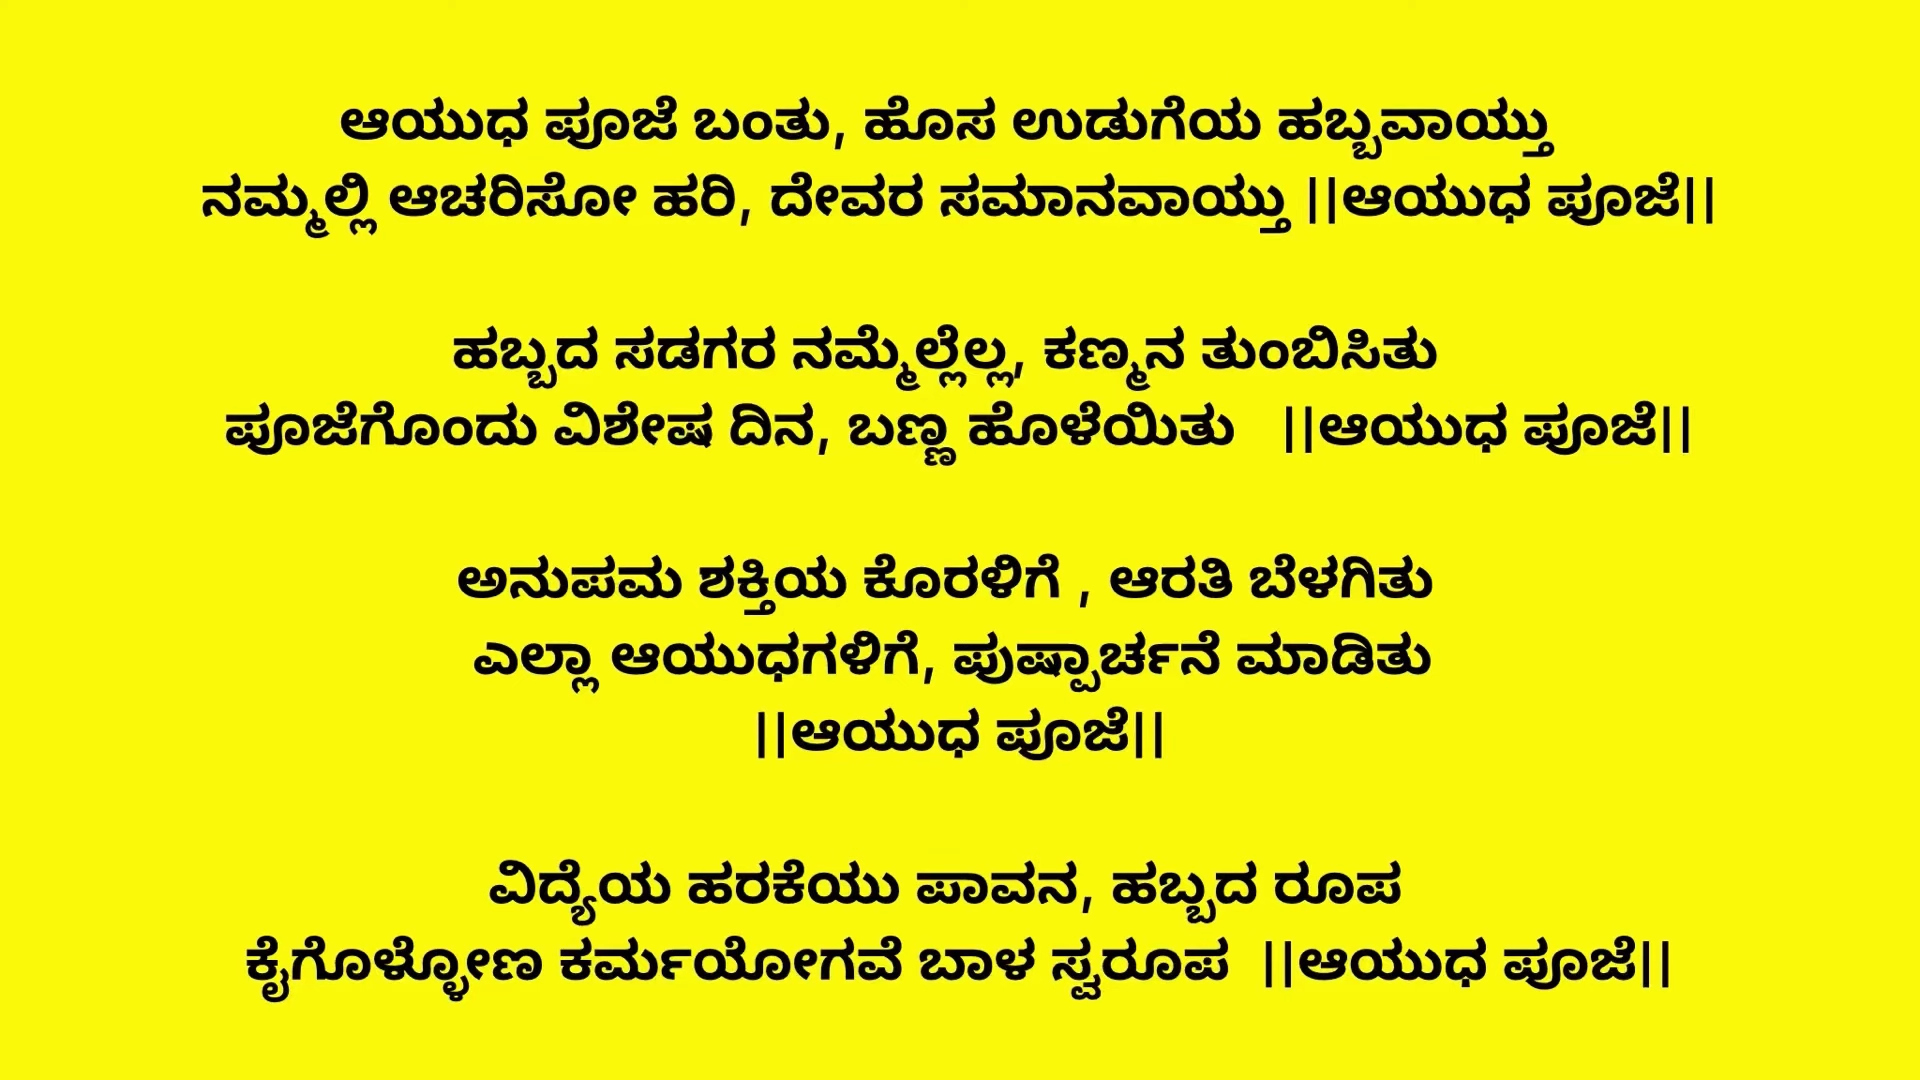 ಆಯುಧ ಪೂಜೆ ಬಂತು, ಹೊಸ ಉಡುಗೆಯ ಹಬ್ಬವಾಯ್ತು
ನಮ್ಮಲ್ಲಿ ಆಚರಿಸೋ ಹರಿ, ದೇವರ ಸಮಾನವಾಯ್ತು ||ಆಯುಧ ಪೂಜೆ||
ಹಬ್ಬದ ಸಡಗರ ನಮ್ಮೆಲ್ಲೆಲ್ಲ, ಕಣ್ಮನ ತುಂಬಿಸಿತು
ಪೂಜೆಗೊಂದು ವಿಶೇಷ ದಿನ, ಬಣ್ಣ ಹೊಳೆಯಿತು ||ಆಯುಧ ಪೂಜೆ||
ಅನುಪಮ ಶಕ್ತಿಯ ಕೊರಳಿಗೆ , ಆರತಿ ಬೆಳಗಿತು
ಎಲ್ಲಾ ಆಯುಧಗಳಿಗೆ, ಪುಷ್ಪಾರ್ಚನೆ ಮಾಡಿತು
||ಆಯುಧ ಪೂಜೆ||
ವಿದ್ಯೆಯ ಹರಕೆಯು ಪಾವನ, ಹಬ್ಬದ ರೂಪ
ಕೈಗೊಳ್ಳೋಣ ಕರ್ಮಯೋಗವೆ ಬಾಳ ಸ್ವರೂಪ ||ಆಯುಧ ಪೂಜೆ||